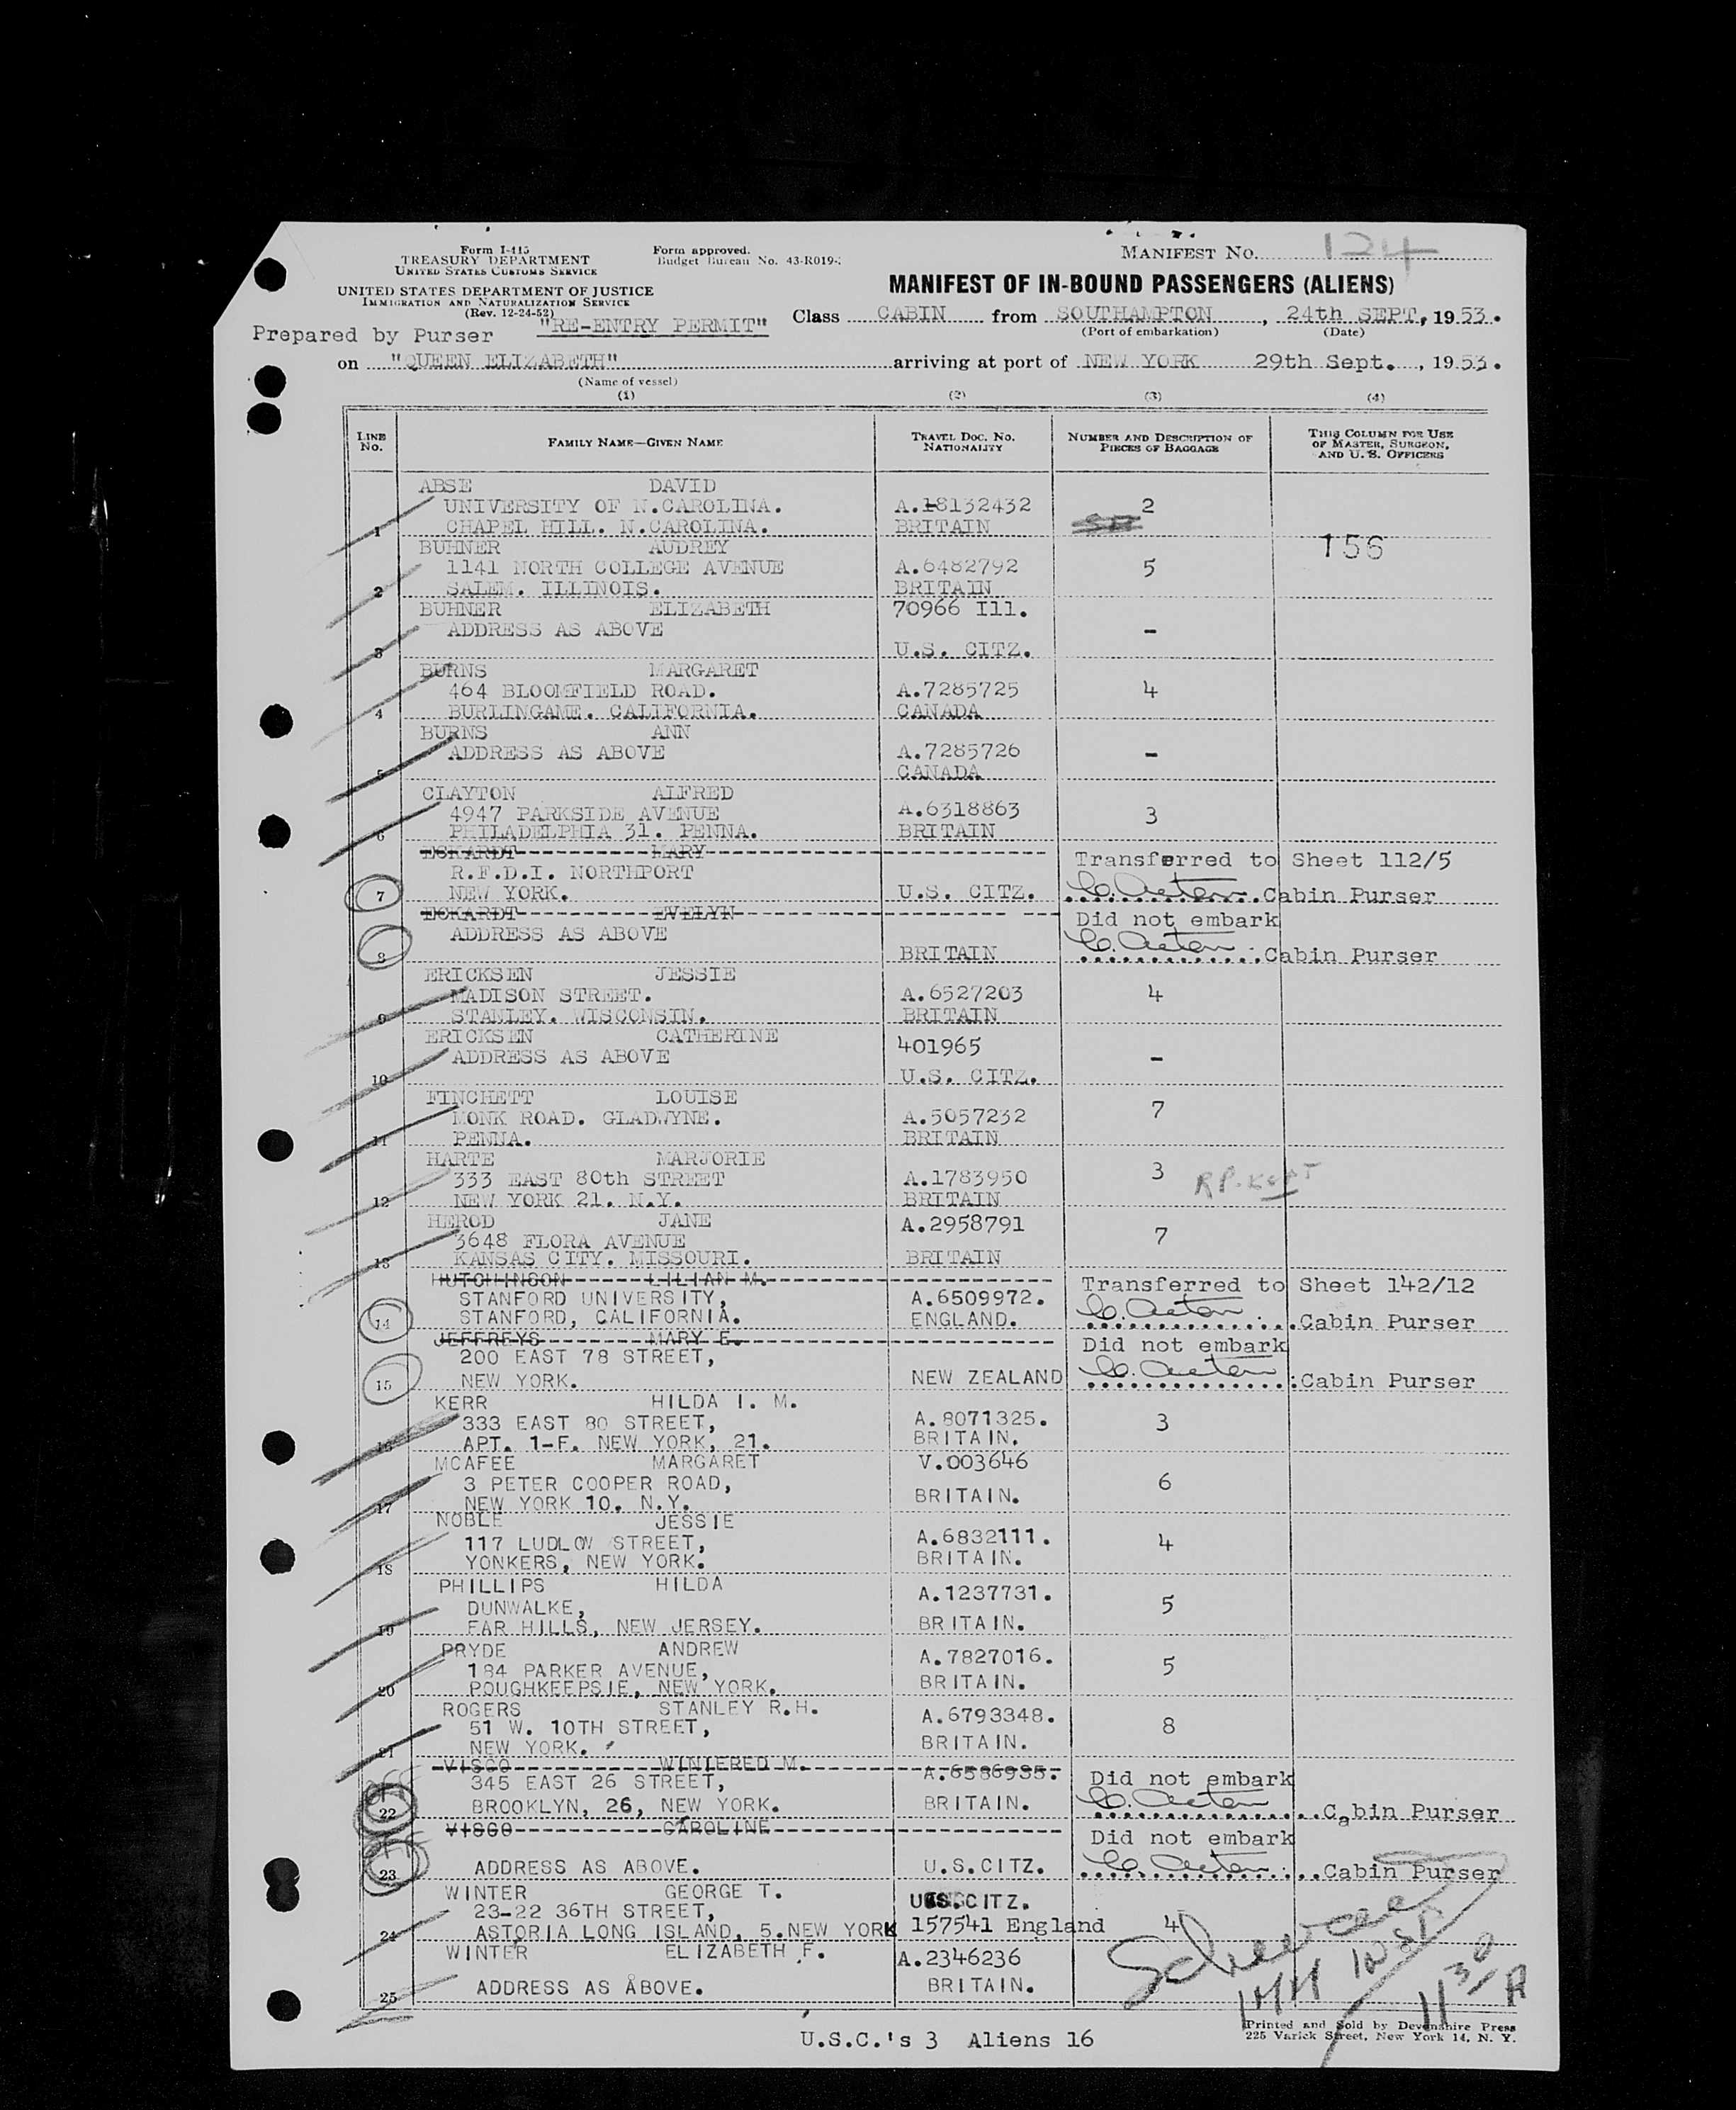 Form I-415
TREASURY DEPARTMENT
UNITED STATES CUSTOMS SERVICE
UNITED STATES DEPARTMENT OF JUSTICE
IMMIGRATION AND NATURALIZATION SERVICE
(Rev. 12-24-52)
Form approved.
Budget Bureau No. 43-R019-
MANIFEST No. 124
MANIFEST OF IN-BOUND PASSENGERS (ALIENS)
Prepared by Purser "RE-ENTRY PERMIT" Class CABIN from SOUTHAMPTON, 24th SEPT, 1953.
(Port of embarkation) (Date)
on "QUEEN ELIZABETH" arriving at port of NEW YORK 29th Sept., 1953.
(Name of vessel)
(1) (2) (3) (4)
LINE No. FAMILY NAME—GIVEN NAME TRAVEL DOC. NO. NATIONALITY NUMBER AND DESCRIPTION OF PIECES OF BAGGAGE THIS COLUMN FOR USE OF MASTER, SURGEON, AND U.S. OFFICERS
ABSE DAVID
UNIVERSITY OF N.CAROLINA. A.18132432 2
1 CHAPEL HILL. N.CAROLINA. BRITAIN
BUHNER AUDREY 156
1141 NORTH COLLEGE AVENUE A.6482792 5
2 SALEM. ILLINOIS. BRITAIN
BUHNER ELIZABETH 70966 Ill.
ADDRESS AS ABOVE -
3 U.S. CITZ.
BURNS MARGARET
464 BLOOMFIELD ROAD. A.7285725 4
4 BURLINGAME. CALIFORNIA. CANADA
BURNS ANN
ADDRESS AS ABOVE A.7285726 -
5 CANADA
CLAYTON ALFRED
4947 PARKSIDE AVENUE A.6318863 3
6 PHILADELPHIA 31. PENNA. BRITAIN
ECKARDT MARY Transferred to Sheet 112/5
R.F.D.I. NORTHPORT
7 NEW YORK. U.S. CITZ. Cabin Purser
ECKARDT EVELYN Did not embark
ADDRESS AS ABOVE
8 BRITAIN Cabin Purser
ERICKSEN JESSIE
MADISON STREET. A.6527203 4
9 STANLEY. WISCONSIN. BRITAIN
ERICKSEN CATHERINE 401965
ADDRESS AS ABOVE -
10 U.S. CITZ.
FINCHETT LOUISE
MONK ROAD. GLADWYNE. A.5057232 7
11 PENNA. BRITAIN
HARTE MARJORIE
333 EAST 80th STREET A.1783950 3 RP. KEPT
12 NEW YORK 21. N.Y. BRITAIN
HEROD JANE A.2958791
3648 FLORA AVENUE 7
13 KANSAS CITY. MISSOURI. BRITAIN
HUTCHINSON LILIAN M. Transferred to Sheet 142/12
STANFORD UNIVERSITY, A.6509972.
14 STANFORD, CALIFORNIA. ENGLAND. Cabin Purser
JEFFREYS MARY E. Did not embark
200 EAST 78 STREET,
15 NEW YORK. NEW ZEALAND Cabin Purser
KERR HILDA I. M.
333 EAST 80 STREET, A.8071325. 3
16 APT. 1-F. NEW YORK, 21. BRITAIN.
MCAFEE MARGARET V.003646
3 PETER COOPER ROAD, 6
17 NEW YORK 10. N.Y. BRITAIN.
NOBLE JESSIE
117 LUDLOW STREET, A.6832111. 4
18 YONKERS, NEW YORK. BRITAIN.
PHILLIPS HILDA A.1237731.
DUNWALKE, 5
19 FAR HILLS, NEW JERSEY. BRITAIN.
PRYDE ANDREW A.7827016.
184 PARKER AVENUE, 5
20 POUGHKEEPSIE, NEW YORK. BRITAIN.
ROGERS STANLEY R.H. A.6793348.
51 W. 10TH STREET, 8
21 NEW YORK. BRITAIN.
VISCO WINIFRED M. A.6586935. Did not embark
345 EAST 26 STREET,
22 BROOKLYN, 26, NEW YORK. BRITAIN. Cabin Purser
VISCO CAROLINE Did not embark
23 ADDRESS AS ABOVE. U.S.CITZ. Cabin Purser
WINTER GEORGE T. U.S.CITZ.
23-22 36TH STREET,
24 ASTORIA LONG ISLAND, 5.NEW YORK 157541 England 4
WINTER ELIZABETH F. A.2346236
25 ADDRESS AS ABOVE. BRITAIN.
11 30 A
U.S.C.'s 3 Aliens 16
Printed and Sold by Devonshire Press
225 Varick Street, New York 14, N. Y.